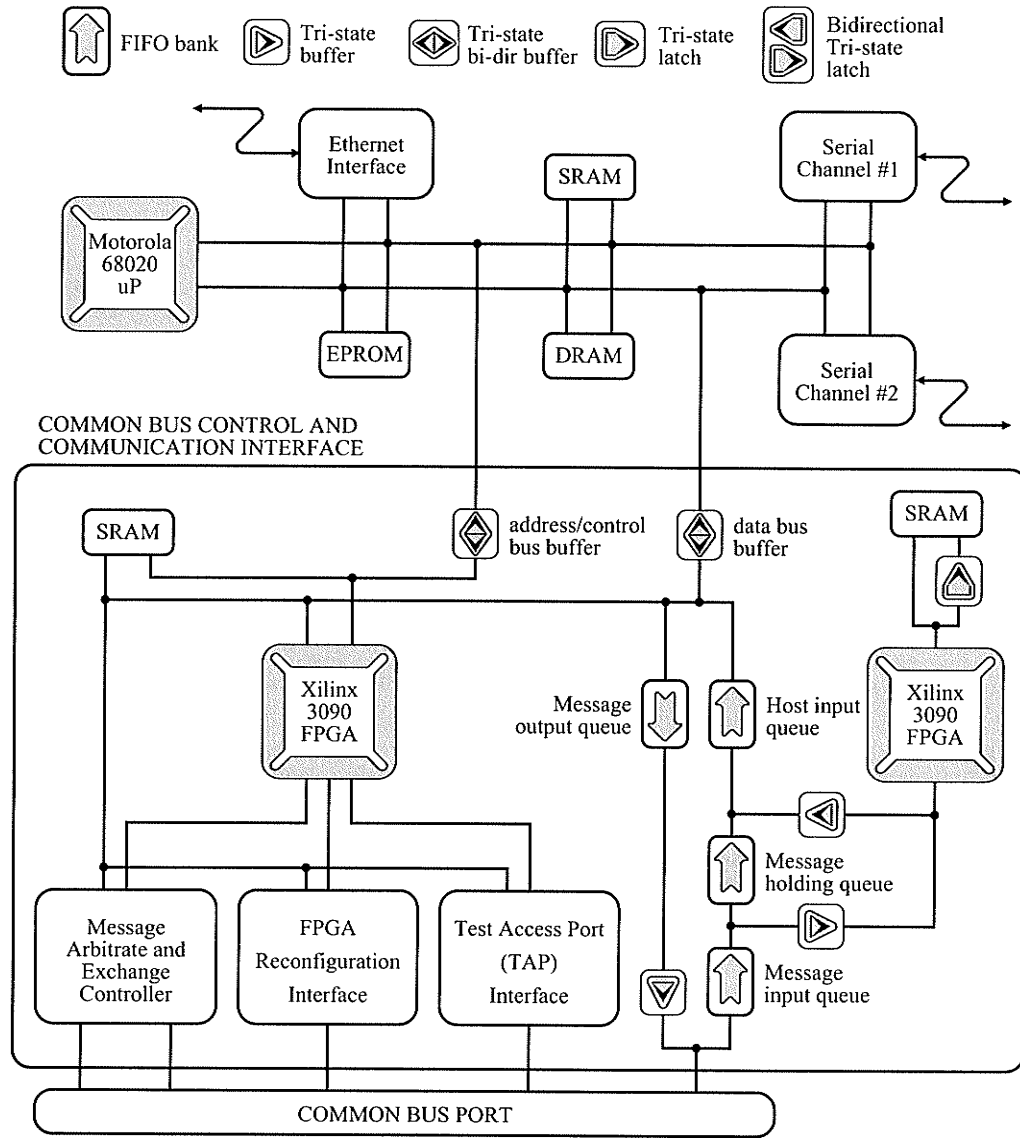 FIFO bank
Tri-state
buffer
Tri-state
bi-dir buffer
Tri-state
latch
Bidirectional
Tri-state
latch
Ethernet
Interface
SRAM
Serial
Channel #1
Motorola
68020
uP
EPROM
DRAM
Serial
Channel #2
COMMON BUS CONTROL AND
COMMUNICATION INTERFACE
SRAM
address/control
bus buffer
data bus
buffer
SRAM
Xilinx
3090
FPGA
Message
output queue
Host input
queue
Xilinx
3090
FPGA
Message
holding queue
Message
Arbitrate and
Exchange
Controller
FPGA
Reconfiguration
Interface
Test Access Port
(TAP)
Interface
Message
input queue
COMMON BUS PORT